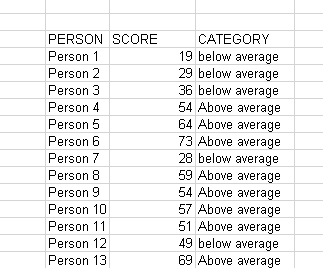 PERSON SCORE CATEGORY
Person 1 19 below average
Person 2 29 below average
Person 3 36 below average
Person 4 54 Above average
Person 5 64 Above average
Person 6 73 Above average
Person 7 28 below average
Person 8 59 Above average
Person 9 54 Above average
Person 10 57 Above average
Person 11 51 Above average
Person 12 49 below average
Person 13 69 Above average